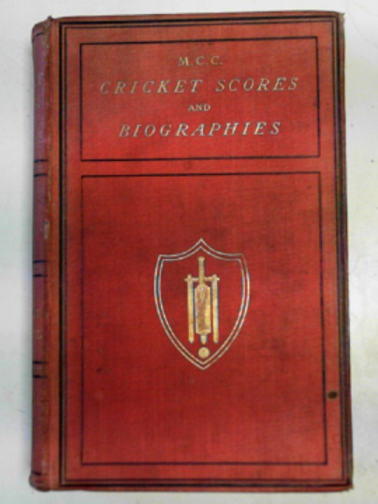 M.C.C.
CRICKET SCORES
AND
BIOGRAPHIES